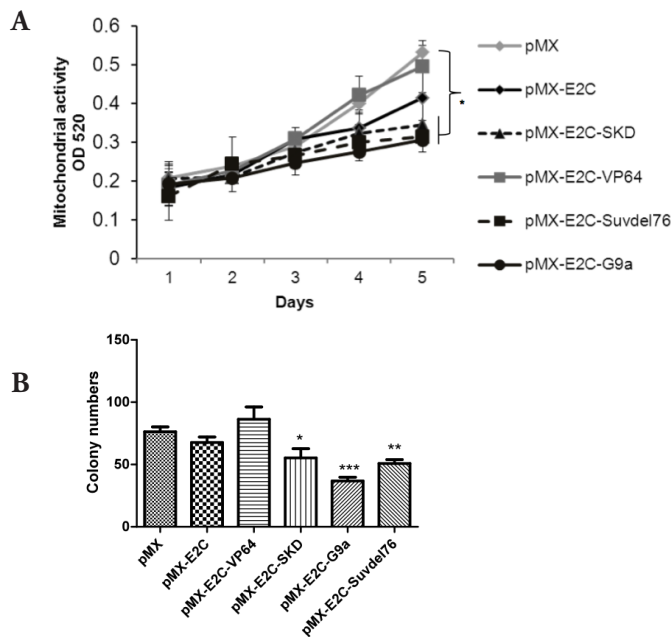 A
Mitochondrial activity
OD 520
0.6
0.5
0.4
0.3
0.2
0.1
0
1 2 3 4 5
Days
*
pMX
pMX-E2C
pMX-E2C-SKD
pMX-E2C-VP64
pMX-E2C-Suvdel76
pMX-E2C-G9a
B
Colony numbers
150
100
50
0
* *** **
pMX
pMX-E2C
pMX-E2C-VP64
pMX-E2C-SKD
pMX-E2C-G9a
pMX-E2C-Suvdel76